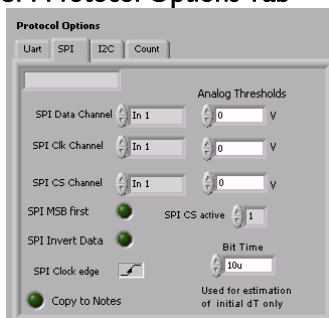 Protocol Options
Uart SPI I2C Count
Analog Thresholds
SPI Data Channel In 1 0 V
SPI Clk Channel In 1 0 V
SPI CS Channel In 1 0 V
SPI MSB first SPI CS active 1
SPI Invert Data Bit Time
SPI Clock edge 10u
Copy to Notes Used for estimation
of initial dT only